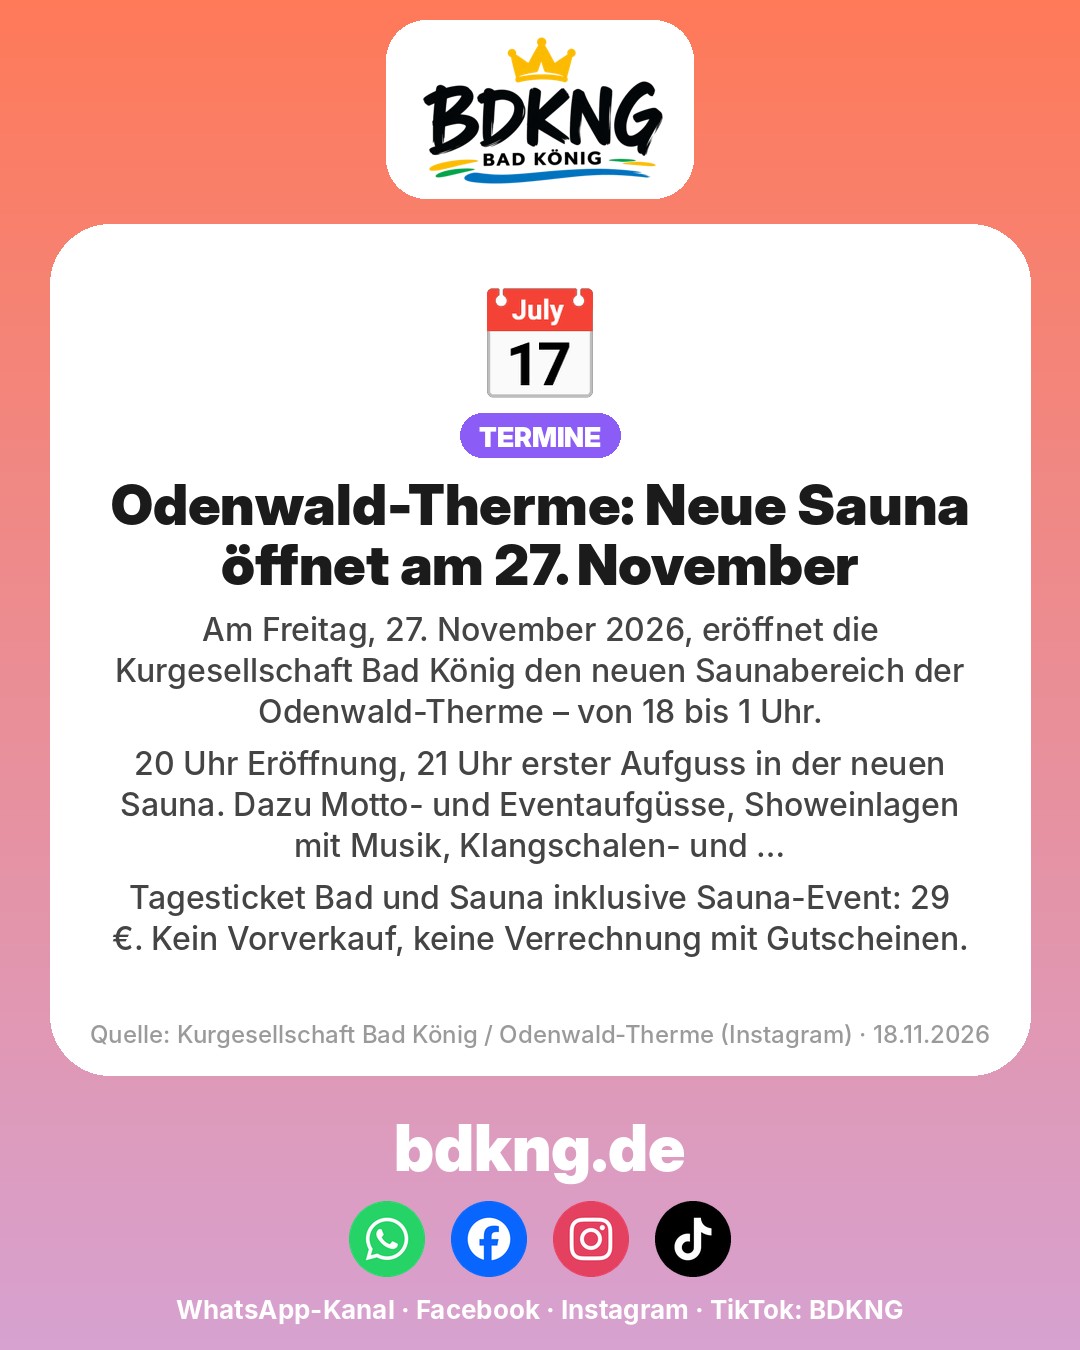 BDKNG
BAD KÖNIG
July
17
TERMINE
Odenwald-Therme: Neue Sauna
öffnet am 27. November
Am Freitag, 27. November 2026, eröffnet die
Kurgesellschaft Bad König den neuen Saunabereich der
Odenwald-Therme – von 18 bis 1 Uhr.
20 Uhr Eröffnung, 21 Uhr erster Aufguss in der neuen
Sauna. Dazu Motto- und Eventaufgüsse, Showeinlagen
mit Musik, Klangschalen- und ...
Tagesticket Bad und Sauna inklusive Sauna-Event: 29
€. Kein Vorverkauf, keine Verrechnung mit Gutscheinen.
Quelle: Kurgesellschaft Bad König / Odenwald-Therme (Instagram) · 18.11.2026
bdkng.de
WhatsApp-Kanal · Facebook · Instagram · TikTok: BDKNG